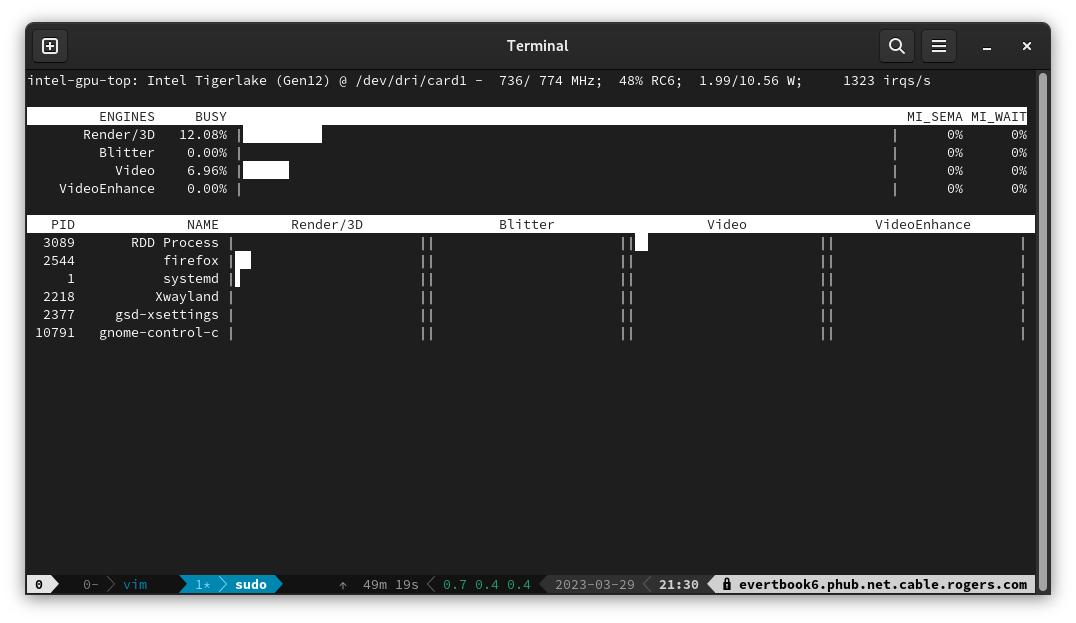 Terminal
intel-gpu-top: Intel Tigerlake (Gen12) @ /dev/dri/card1 -  736/ 774 MHz;  48% RC6;  1.99/10.56 W;     1323 irqs/s
ENGINES     BUSY     MI_SEMA MI_WAIT
Render/3D   12.08% |     |      0%      0%
Blitter    0.00% |     |      0%      0%
Video    6.96% |     |      0%      0%
VideoEnhance    0.00% |     |      0%      0%
PID     NAME     Render/3D     Blitter     Video     VideoEnhance
3089     RDD Process |     ||     ||     ||     |
2544     firefox |     ||     ||     ||     |
1     systemd |     ||     ||     ||     |
2218     Xwayland |     ||     ||     ||     |
2377     gsd-xsettings |     ||     ||     ||     |
10791   gnome-control-c |     ||     ||     ||     |
0   0-   vim   1*   sudo   ↑  49m 19s   0.7 0.4 0.4   2023-03-29   21:30   evertbook6.phub.net.cable.rogers.com